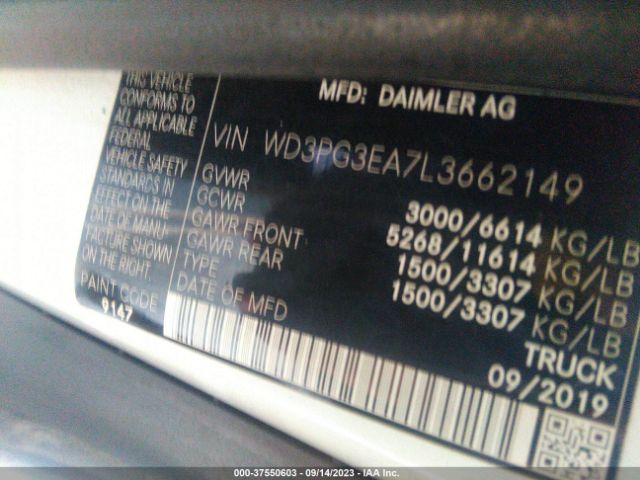 THIS VEHICLE
CONFORMS TO
ALL APPLICABLE
FEDERAL
VEHICLE SAFETY
STANDARDS IN
EFFECT ON THE
DATE OF MANU-
FACTURE SHOWN
ON THE RIGHT.
PAINT CODE
9147
MFD: DAIMLER AG
VIN WD3PG3EA7L3662149
GVWR 3000/6614 KG/LB
GCWR 5268/11614 KG/LB
GAWR FRONT 1500/3307 KG/LB
GAWR REAR 1500/3307 KG/LB
TYPE TRUCK
DATE OF MFD 09/2019
000-37550603 - 09/14/2023 - IAA Inc.